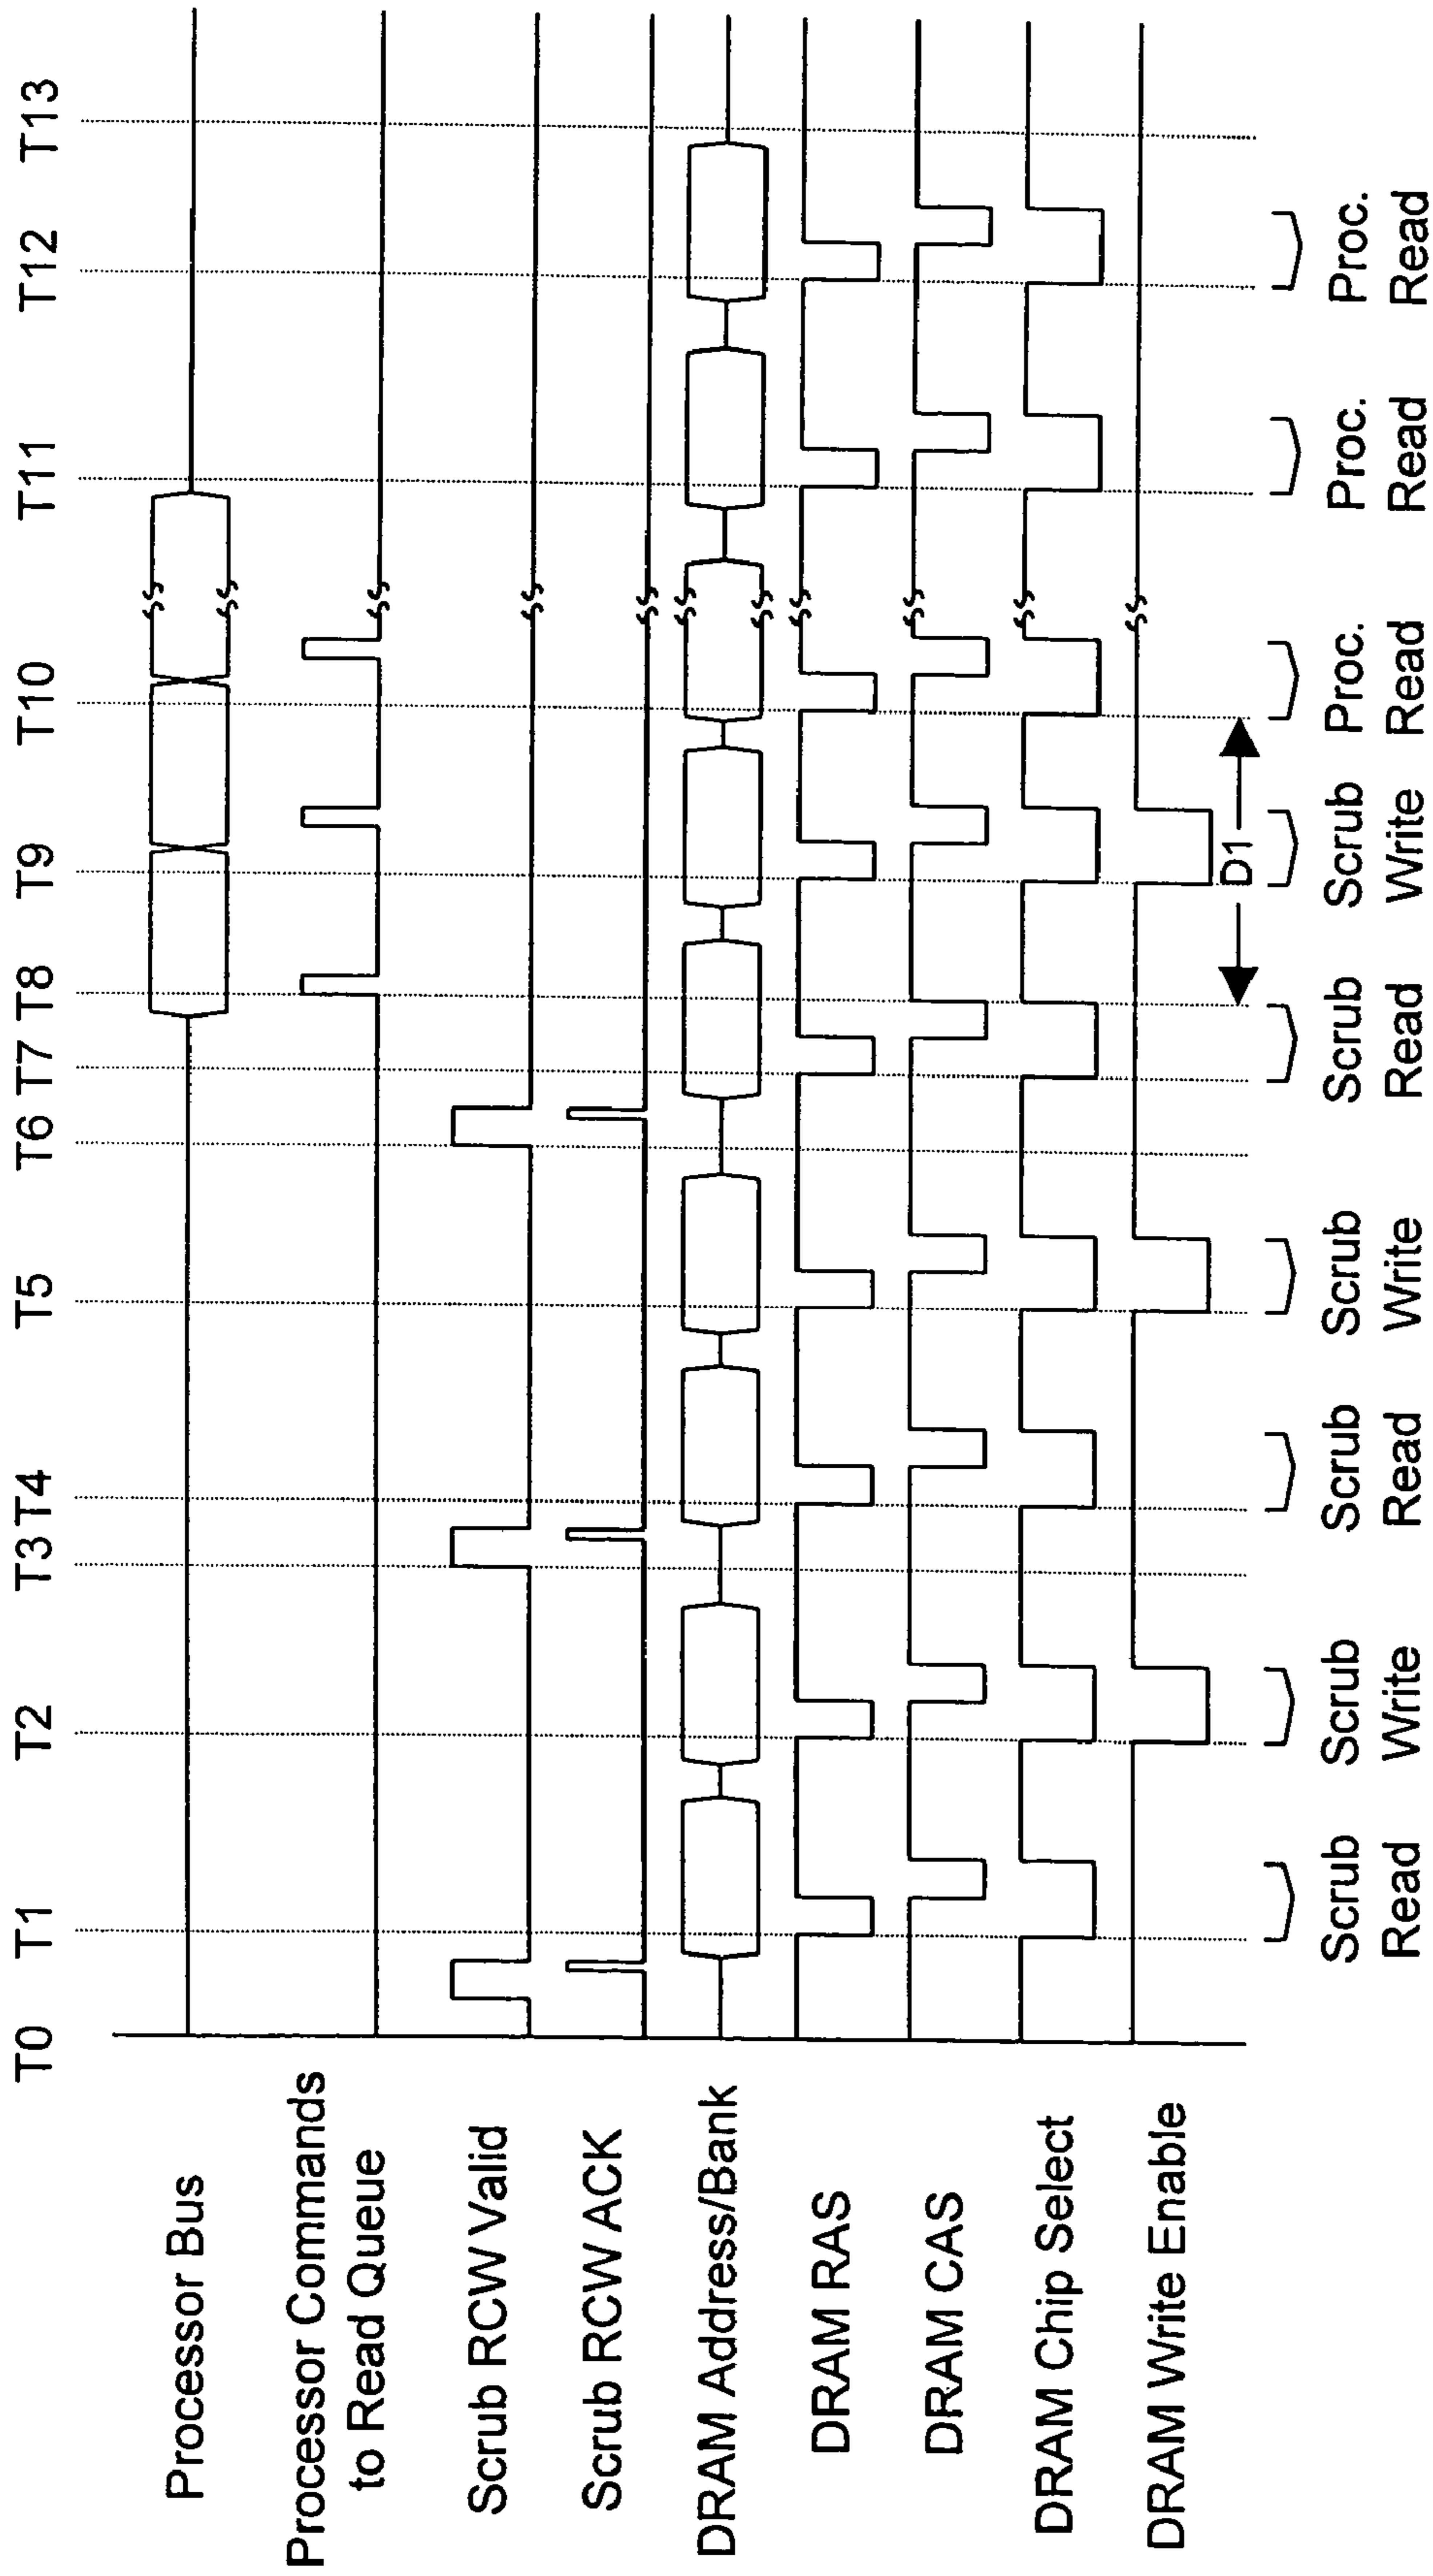 T0 T1 T2 T3 T4 T5 T6 T7 T8 T9 T10 T11 T12 T13
Processor Bus
Processor Commands
to Read Queue
Scrub RCW Valid
Scrub RCW ACK
DRAM Address/Bank
DRAM RAS
DRAM CAS
DRAM Chip Select
DRAM Write Enable
D1
Scrub Scrub Scrub Scrub Scrub Scrub Proc. Proc. Proc.
Read Write Read Write Read Write Read Read Read